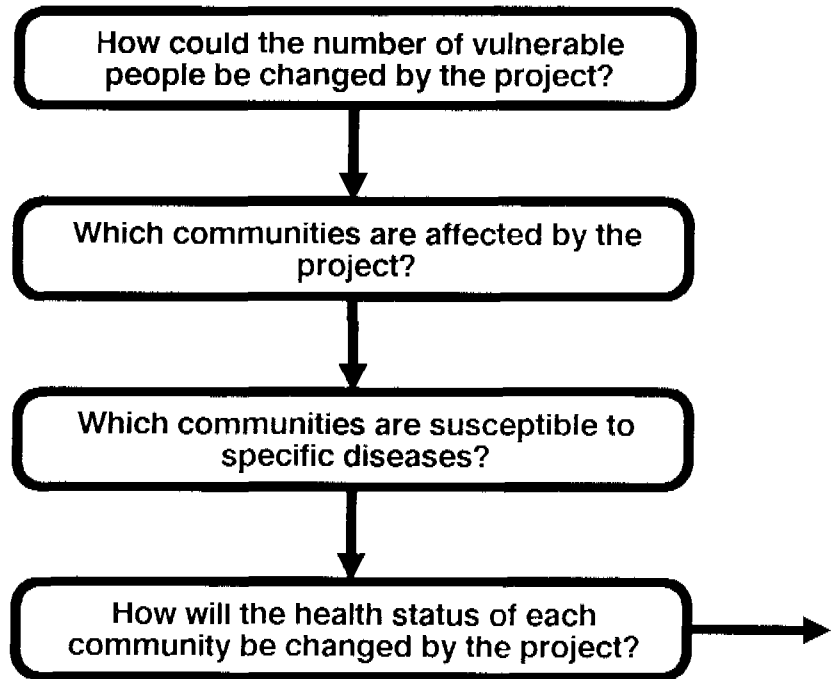 How could the number of vulnerable
people be changed by the project?
Which communities are affected by the
project?
Which communities are susceptible to
specific diseases?
How will the health status of each
community be changed by the project?